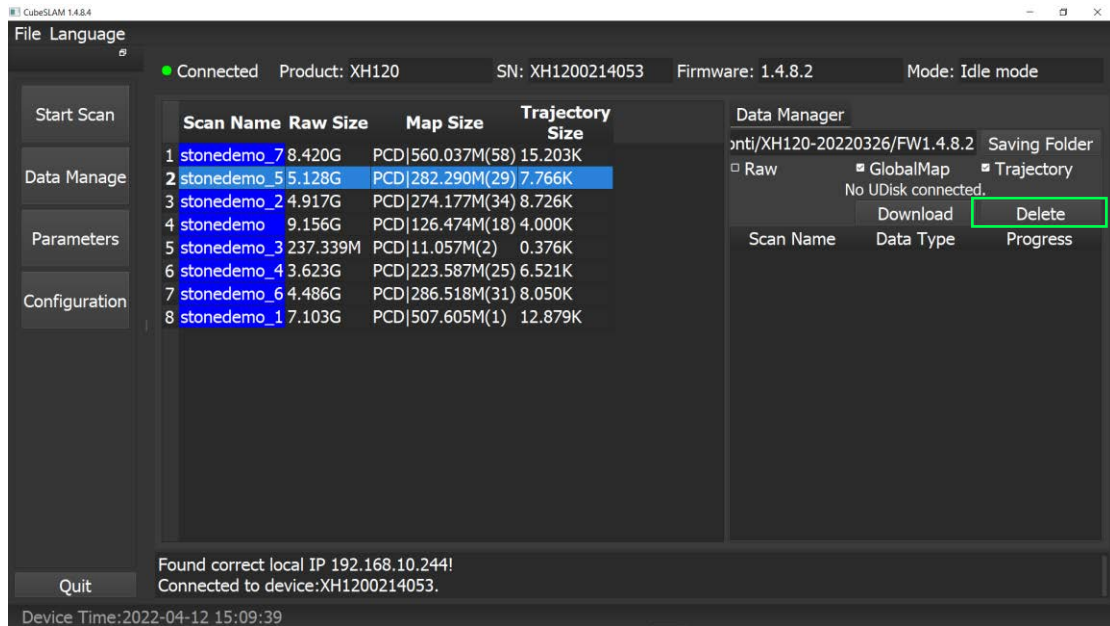 CubeSLAM 1.4.8.4
File Language
Connected Product: XH120 SN: XH1200214053 Firmware: 1.4.8.2 Mode: Idle mode
Start Scan
Data Manage
Parameters
Configuration
Quit
Scan Name Raw Size Map Size Trajectory Size
1 stonedemo_7 8.420G PCD|560.037M(58) 15.203K
2 stonedemo_5 5.128G PCD|282.290M(29) 7.766K
3 stonedemo_2 4.917G PCD|274.177M(34) 8.726K
4 stonedemo 9.156G PCD|126.474M(18) 4.000K
5 stonedemo_3 237.339M PCD|11.057M(2) 0.376K
6 stonedemo_4 3.623G PCD|223.587M(25) 6.521K
7 stonedemo_6 4.486G PCD|286.518M(31) 8.050K
8 stonedemo_1 7.103G PCD|507.605M(1) 12.879K
Data Manager
onti/XH120-20220326/FW1.4.8.2 Saving Folder
Raw GlobalMap Trajectory
No UDisk connected.
Download Delete
Scan Name Data Type Progress
Found correct local IP 192.168.10.244!
Connected to device:XH1200214053.
Device Time:2022-04-12 15:09:39